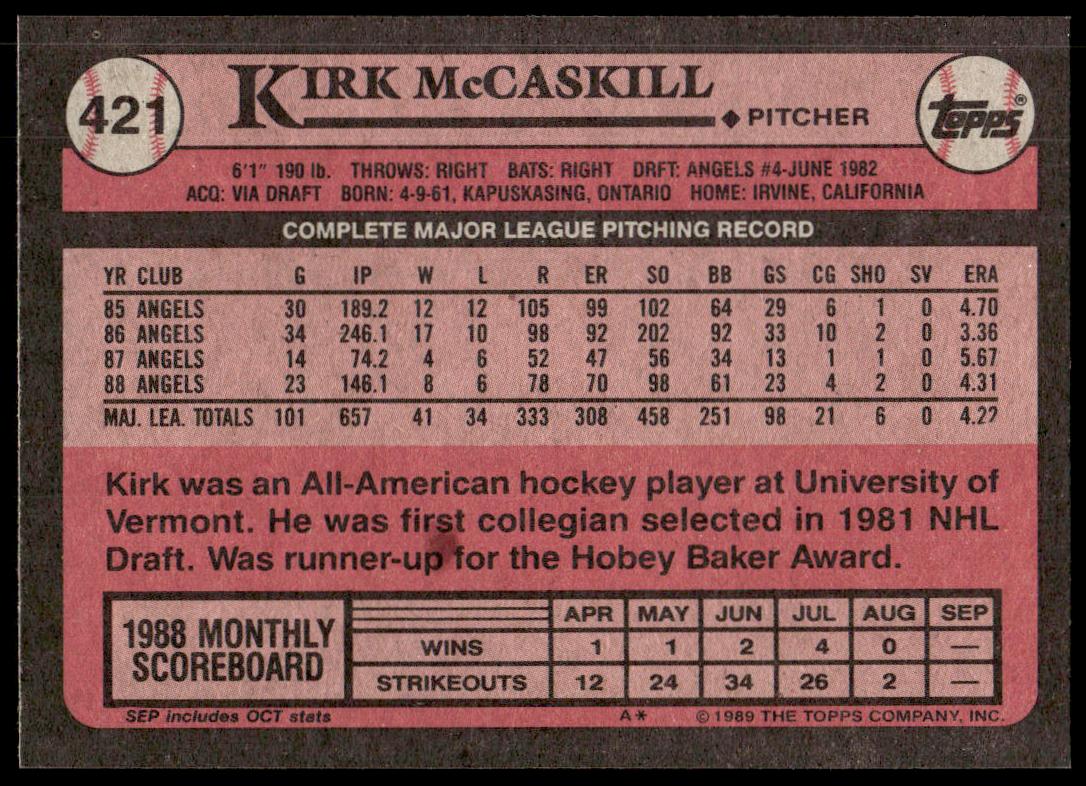 421
KIRK McCASKILL
◆ PITCHER
topps®
6'1" 190 lb. THROWS: RIGHT BATS: RIGHT DRFT: ANGELS #4-JUNE 1982
ACQ: VIA DRAFT BORN: 4-9-61, KAPUSKASING, ONTARIO HOME: IRVINE, CALIFORNIA
COMPLETE MAJOR LEAGUE PITCHING RECORD
YR CLUB G IP W L R ER SO BB GS CG SHO SV ERA
85 ANGELS 30 189.2 12 12 105 99 102 64 29 6 1 0 4.70
86 ANGELS 34 246.1 17 10 98 92 202 92 33 10 2 0 3.36
87 ANGELS 14 74.2 4 6 52 47 56 34 13 1 1 0 5.67
88 ANGELS 23 146.1 8 6 78 70 98 61 23 4 2 0 4.31
MAJ. LEA. TOTALS 101 657 41 34 333 308 458 251 98 21 6 0 4.22
Kirk was an All-American hockey player at University of
Vermont. He was first collegian selected in 1981 NHL
Draft. Was runner-up for the Hobey Baker Award.
1988 MONTHLY
SCOREBOARD
APR MAY JUN JUL AUG SEP
WINS 1 1 2 4 0 —
STRIKEOUTS 12 24 34 26 2 —
SEP includes OCT stats
A* © 1989 THE TOPPS COMPANY, INC.